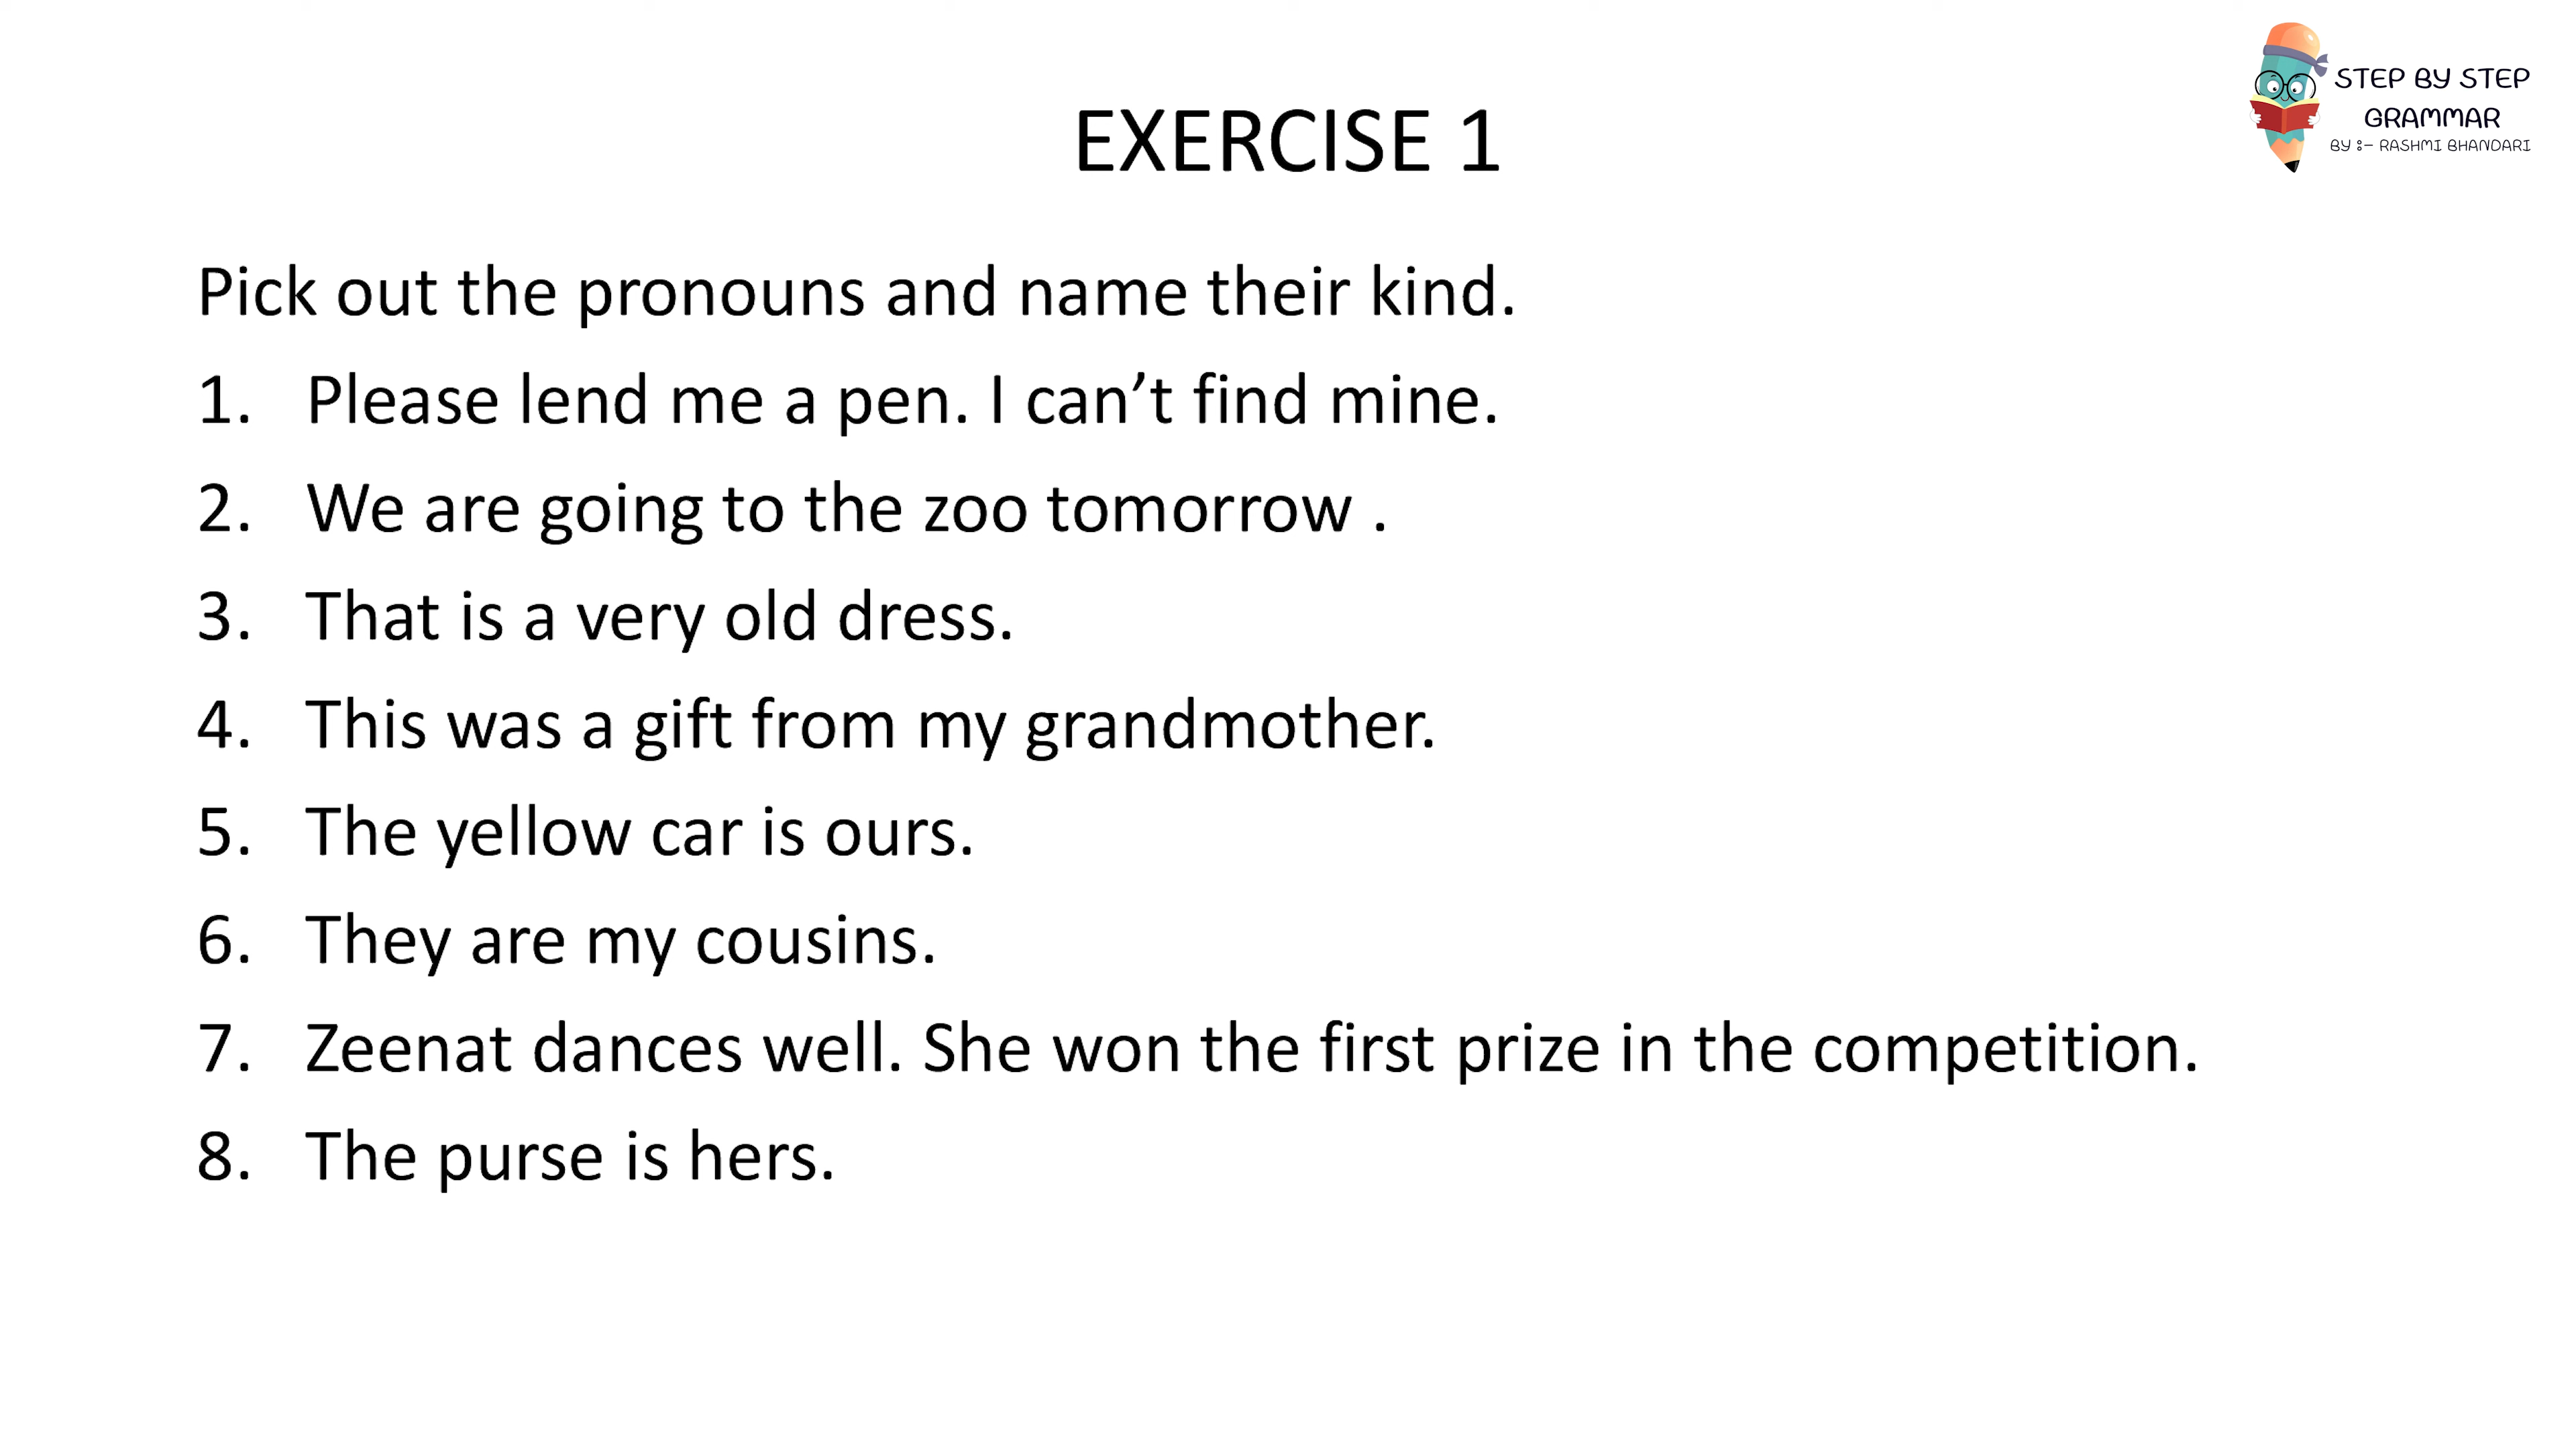 STEP BY STEP
GRAMMAR
BY :- RASHMI BHANDARI
EXERCISE 1
Pick out the pronouns and name their kind.
1. Please lend me a pen. I can’t find mine.
2. We are going to the zoo tomorrow .
3. That is a very old dress.
4. This was a gift from my grandmother.
5. The yellow car is ours.
6. They are my cousins.
7. Zeenat dances well. She won the first prize in the competition.
8. The purse is hers.